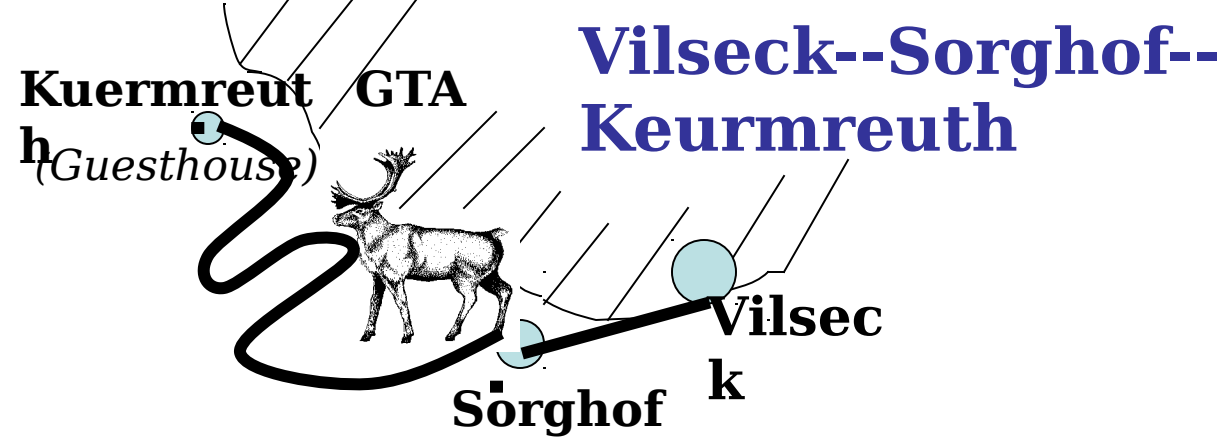 Vilseck--Sorghof--
Keurmreuth
Kuermreut
h
GTA
(Guesthouse)
Vilsec
k
Sorghof